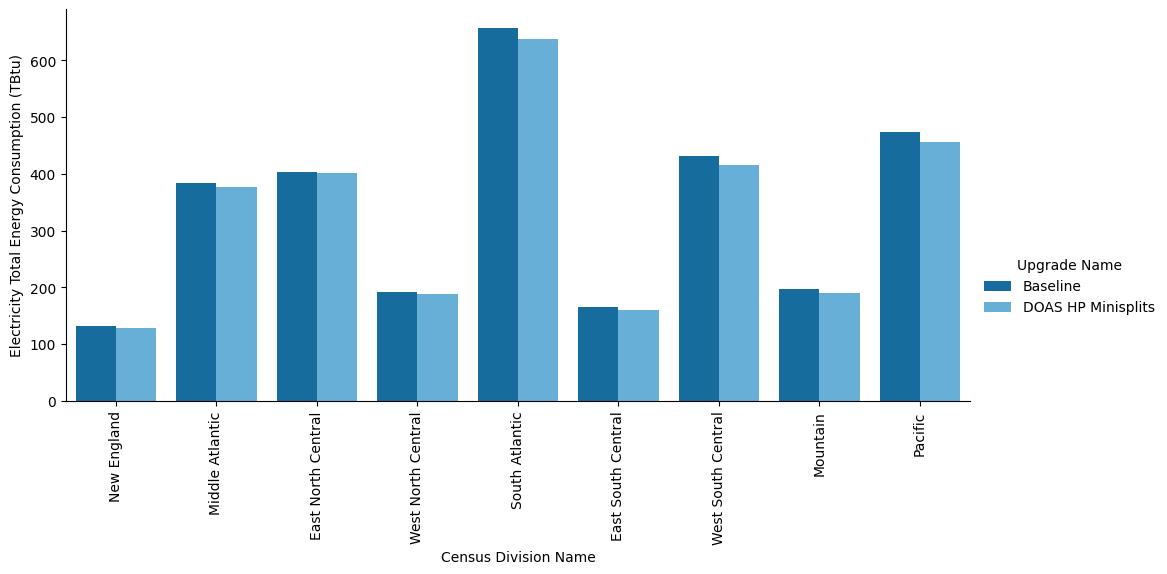 Electricity Total Energy Consumption (TBtu)
600
500
400
300
200
100
0
New England
Middle Atlantic
East North Central
West North Central
South Atlantic
East South Central
West South Central
Mountain
Pacific
Census Division Name
Upgrade Name
Baseline
DOAS HP Minisplits